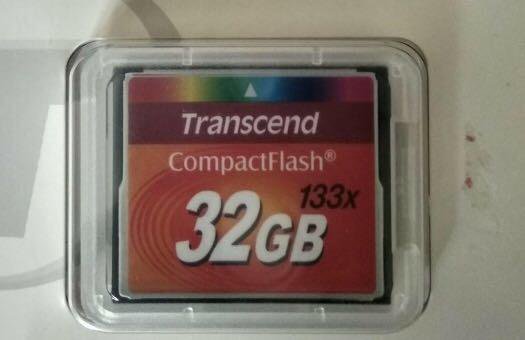 Transcend
CompactFlash®
133x
32GB